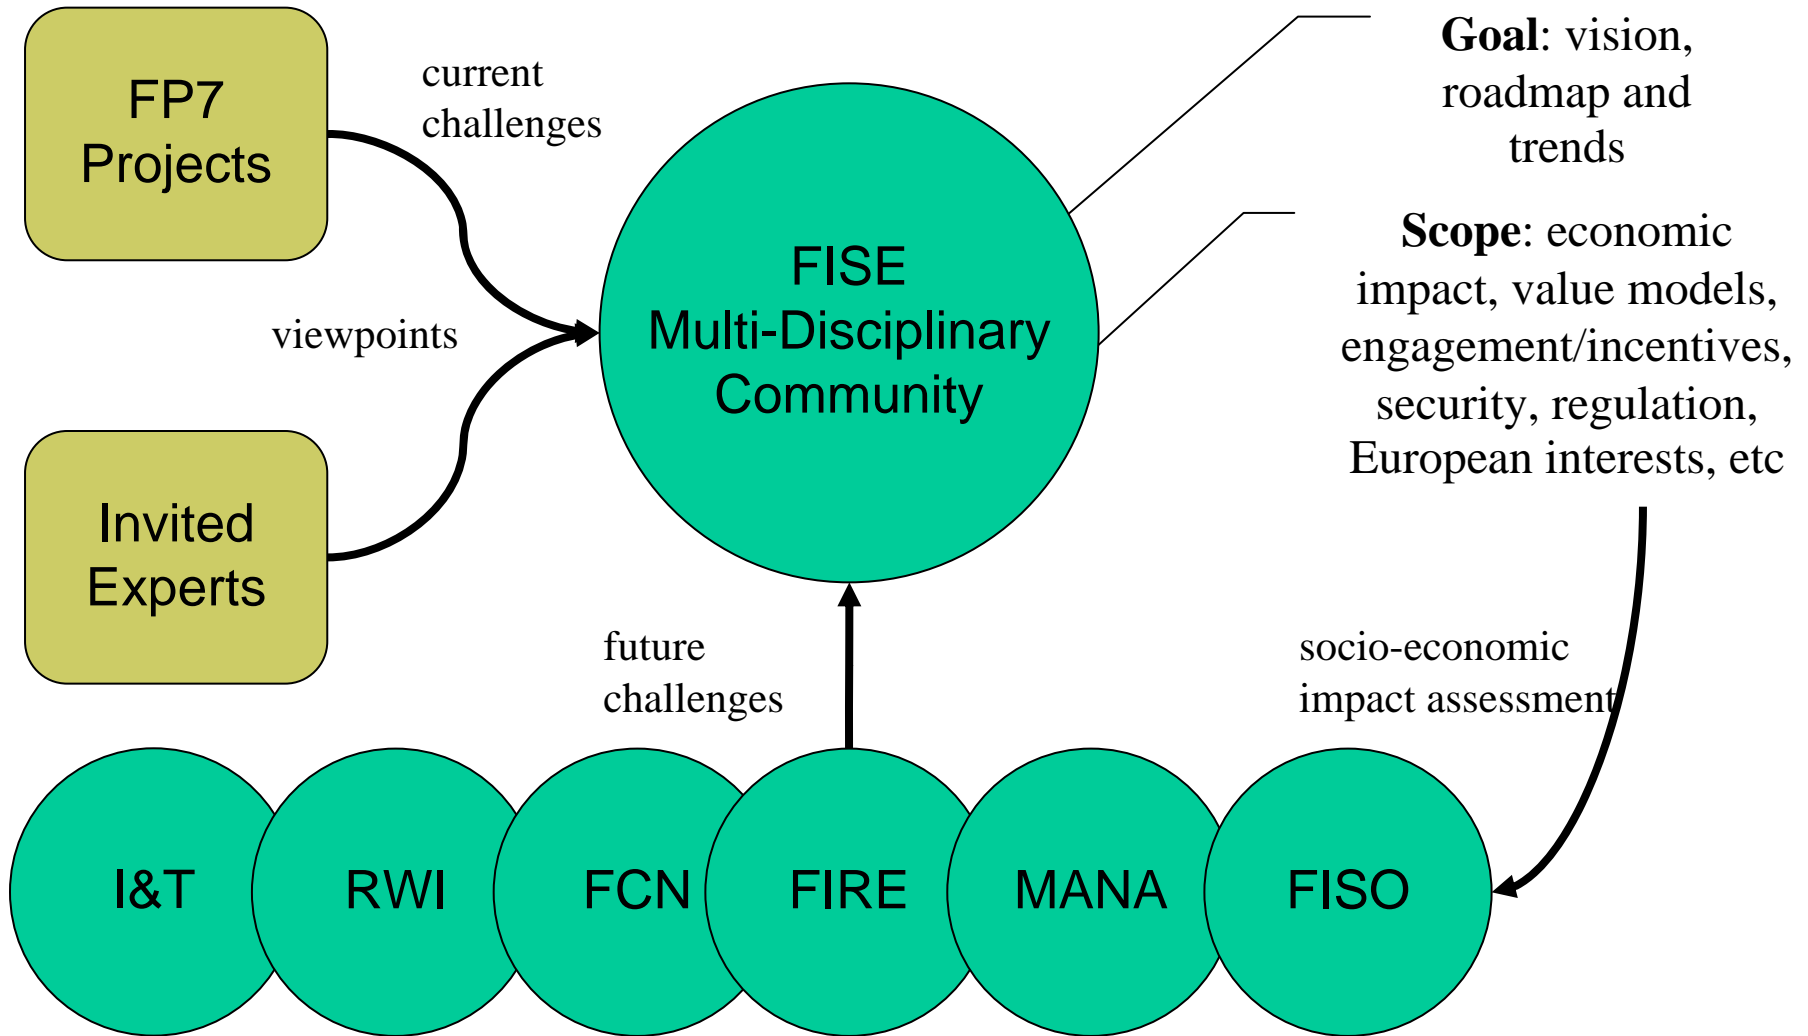 FP7
Projects
current
challenges
Goal: vision,
roadmap and
trends
FISE
Multi-Disciplinary
Community
Scope: economic
impact, value models,
engagement/incentives,
security, regulation,
European interests, etc
viewpoints
Invited
Experts
future
challenges
socio-economic
impact assessment
I&T
RWI
FCN
FIRE
MANA
FISO